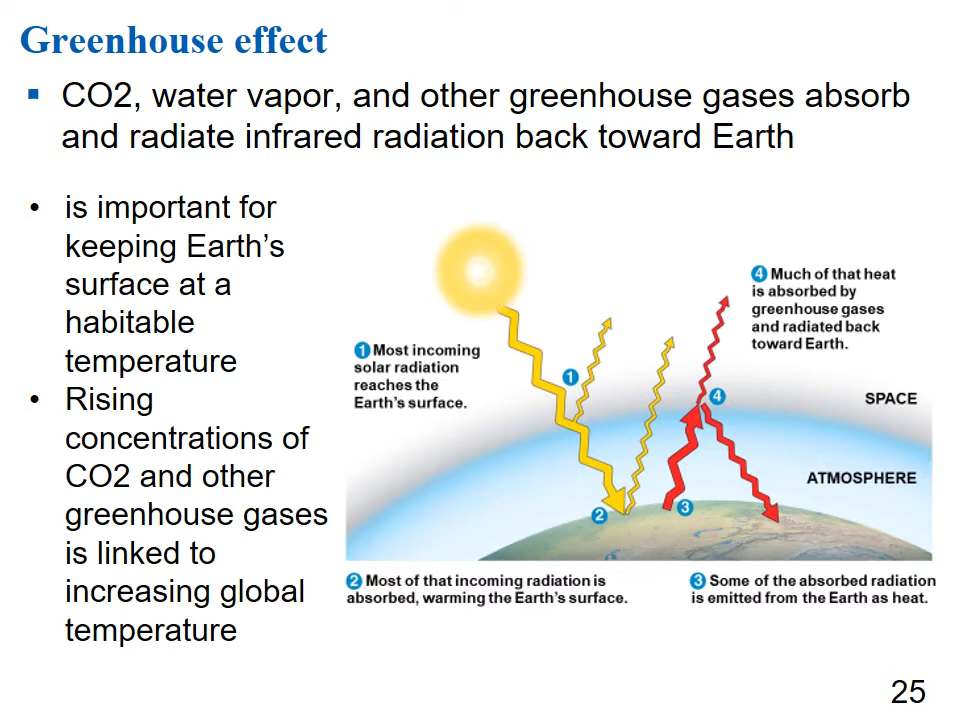 Greenhouse effect
▪ CO2, water vapor, and other greenhouse gases absorb
and radiate infrared radiation back toward Earth
• is important for
keeping Earth’s
surface at a
habitable
temperature
• Rising
concentrations of
CO2 and other
greenhouse gases
is linked to
increasing global
temperature
1 Most incoming
solar radiation
reaches the
Earth’s surface.
1
4 Much of that heat
is absorbed by
greenhouse gases
and radiated back
toward Earth.
4
SPACE
ATMOSPHERE
2
3
2 Most of that incoming radiation is
absorbed, warming the Earth’s surface.
3 Some of the absorbed radiation
is emitted from the Earth as heat.
25